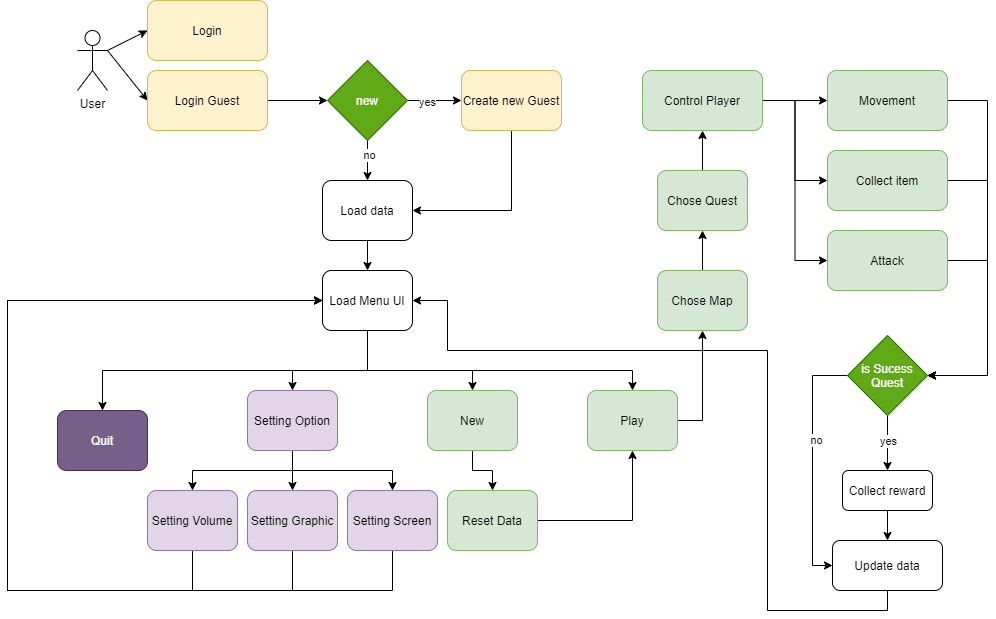 Login
User
Login Guest
new
yes
Create new Guest
no
Load data
Load Menu UI
Quit
Setting Option
New
Play
Setting Volume
Setting Graphic
Setting Screen
Reset Data
Chose Map
Chose Quest
Control Player
Movement
Collect item
Attack
is Sucess
Quest
no
yes
Collect reward
Update data